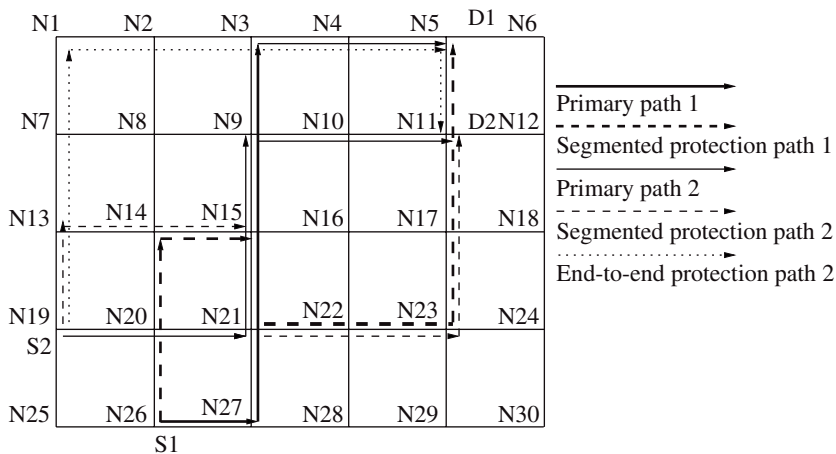 N1 N2 N3 N4 N5 D1 N6
N7 N8 N9 N10 N11 D2 N12
N13 N14 N15 N16 N17 N18
N19 N20 N21 N22 N23 N24
S2
N25 N26 N27 N28 N29 N30
S1
Primary path 1
Segmented protection path 1
Primary path 2
Segmented protection path 2
End-to-end protection path 2